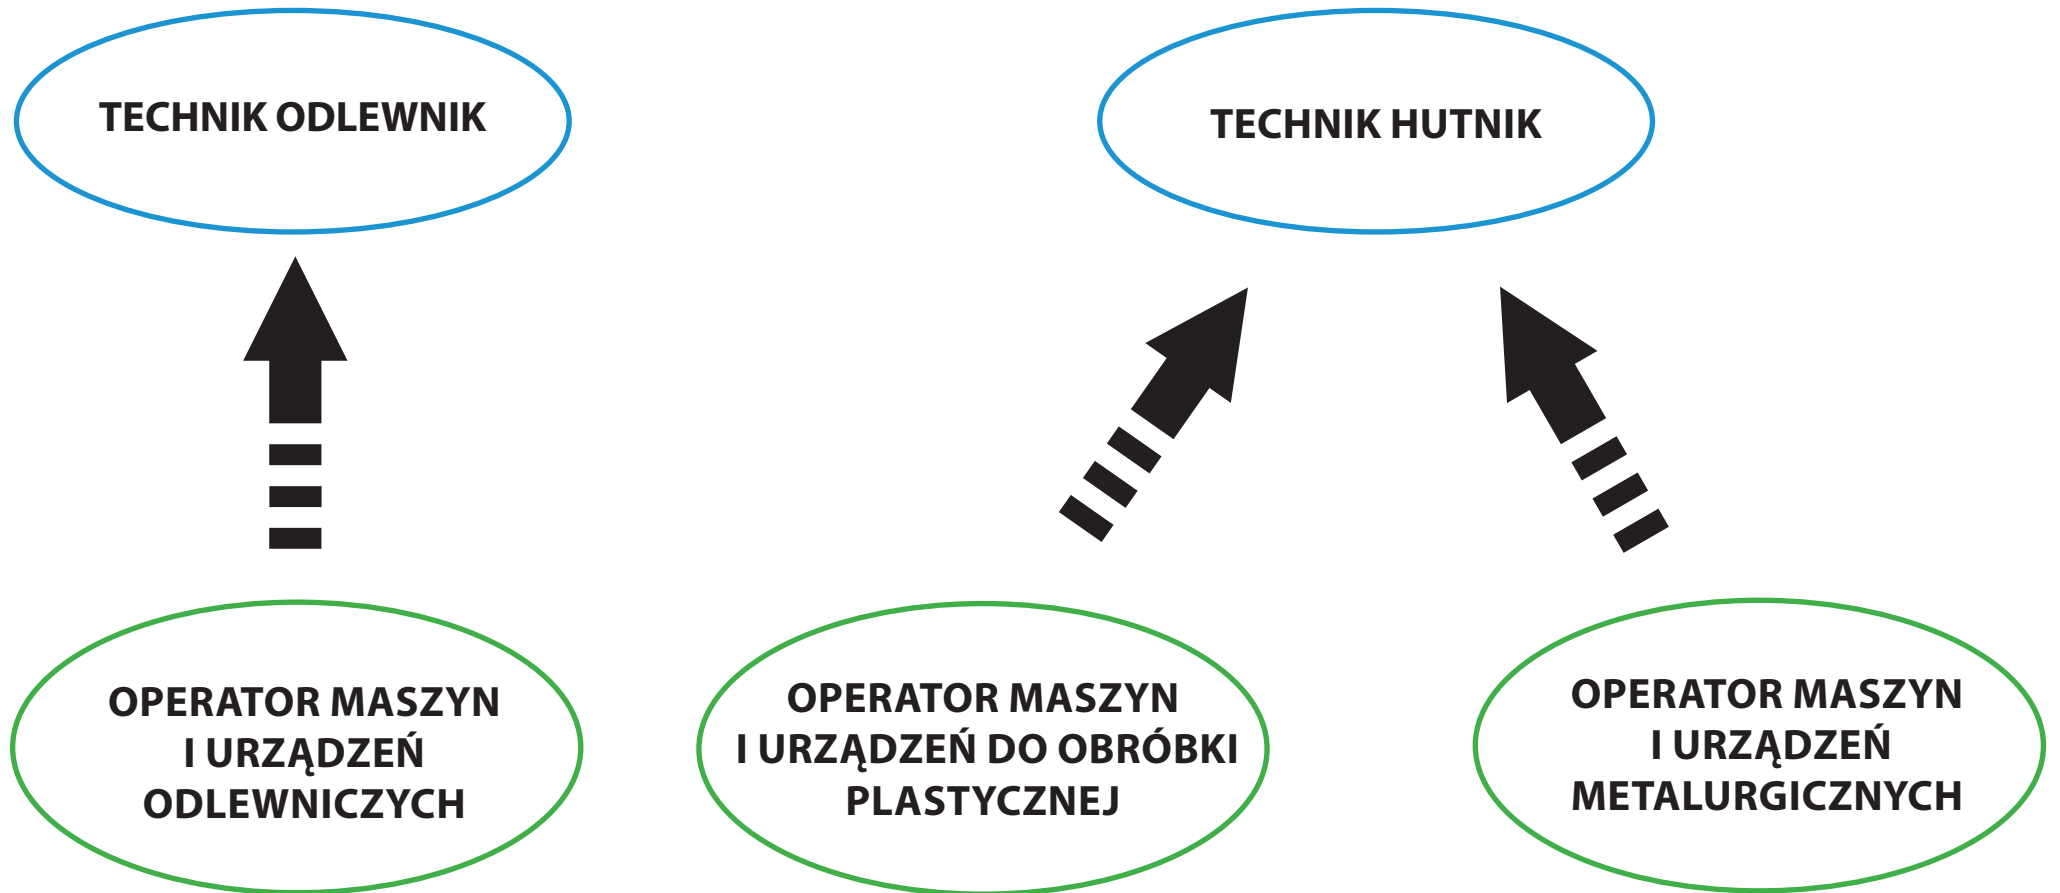 TECHNIK ODLEWNIK
TECHNIK HUTNIK
OPERATOR MASZYN
I URZĄDZEŃ
ODLEWNICZYCH
OPERATOR MASZYN
I URZĄDZEŃ DO OBRÓBKI
PLASTYCZNEJ
OPERATOR MASZYN
I URZĄDZEŃ
METALURGICZNYCH